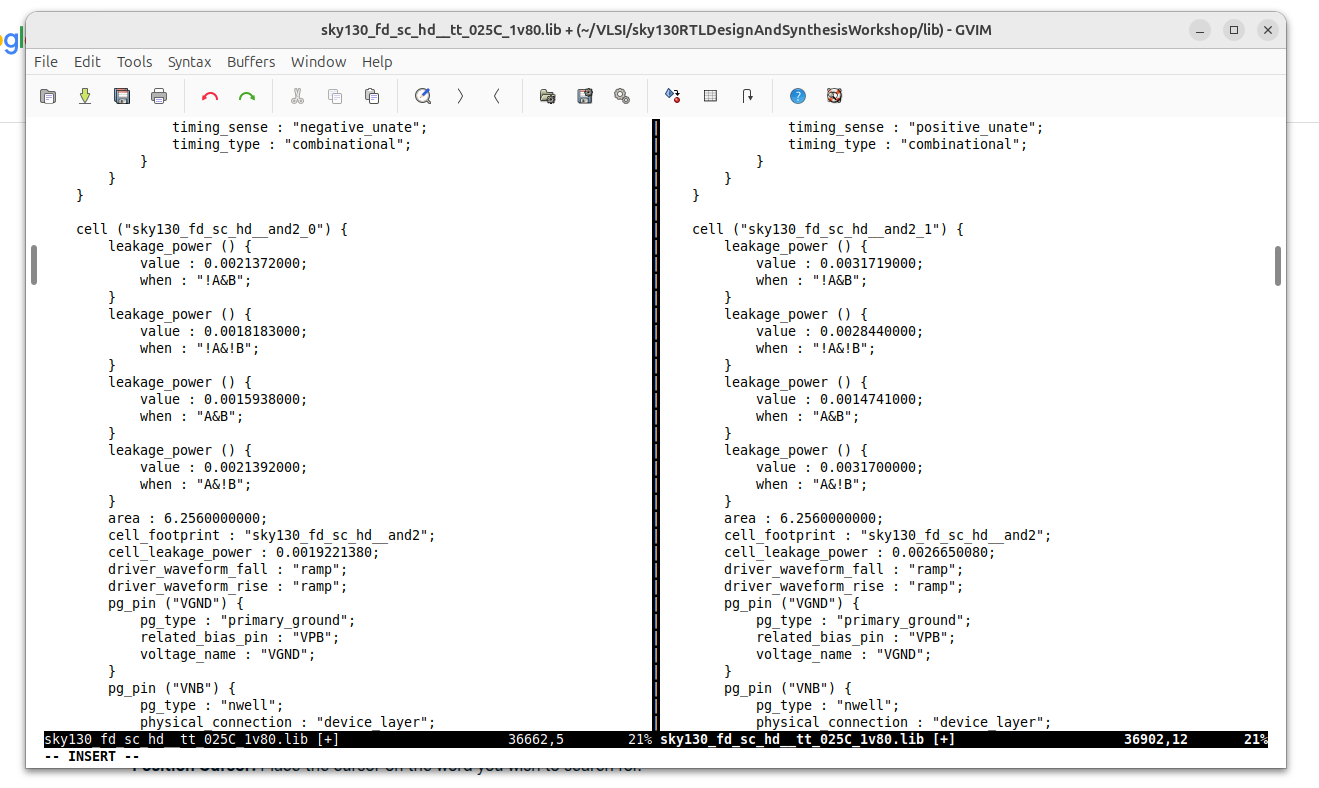 ogl
sky130_fd_sc_hd__tt_025C_1v80.lib + (~/VLSI/sky130RTLDesignAndSynthesisWorkshop/lib) - GVIM
File Edit Tools Syntax Buffers Window Help
timing_sense : "negative_unate";
timing_type : "combinational";
}
}
}
cell ("sky130_fd_sc_hd__and2_0") {
leakage_power () {
value : 0.0021372000;
when : "!A&B";
}
leakage_power () {
value : 0.0018183000;
when : "!A&!B";
}
leakage_power () {
value : 0.0015938000;
when : "A&B";
}
leakage_power () {
value : 0.0021392000;
when : "A&!B";
}
area : 6.2560000000;
cell_footprint : "sky130_fd_sc_hd__and2";
cell_leakage_power : 0.0019221380;
driver_waveform_fall : "ramp";
driver_waveform_rise : "ramp";
pg_pin ("VGND") {
pg_type : "primary_ground";
related_bias_pin : "VPB";
voltage_name : "VGND";
}
pg_pin ("VNB") {
pg_type : "nwell";
physical_connection : "device_layer";
sky130_fd_sc_hd__tt_025C_1v80.lib [+] 36662,5 21%
timing_sense : "positive_unate";
timing_type : "combinational";
}
}
}
cell ("sky130_fd_sc_hd__and2_1") {
leakage_power () {
value : 0.0031719000;
when : "!A&B";
}
leakage_power () {
value : 0.0028440000;
when : "!A&!B";
}
leakage_power () {
value : 0.0014741000;
when : "A&B";
}
leakage_power () {
value : 0.0031700000;
when : "A&!B";
}
area : 6.2560000000;
cell_footprint : "sky130_fd_sc_hd__and2";
cell_leakage_power : 0.0026650080;
driver_waveform_fall : "ramp";
driver_waveform_rise : "ramp";
pg_pin ("VGND") {
pg_type : "primary_ground";
related_bias_pin : "VPB";
voltage_name : "VGND";
}
pg_pin ("VNB") {
pg_type : "nwell";
physical_connection : "device_layer";
sky130_fd_sc_hd__tt_025C_1v80.lib [+] 36902,12 21%
-- INSERT --
Position Cursor: Place the cursor on the word you wish to search for.